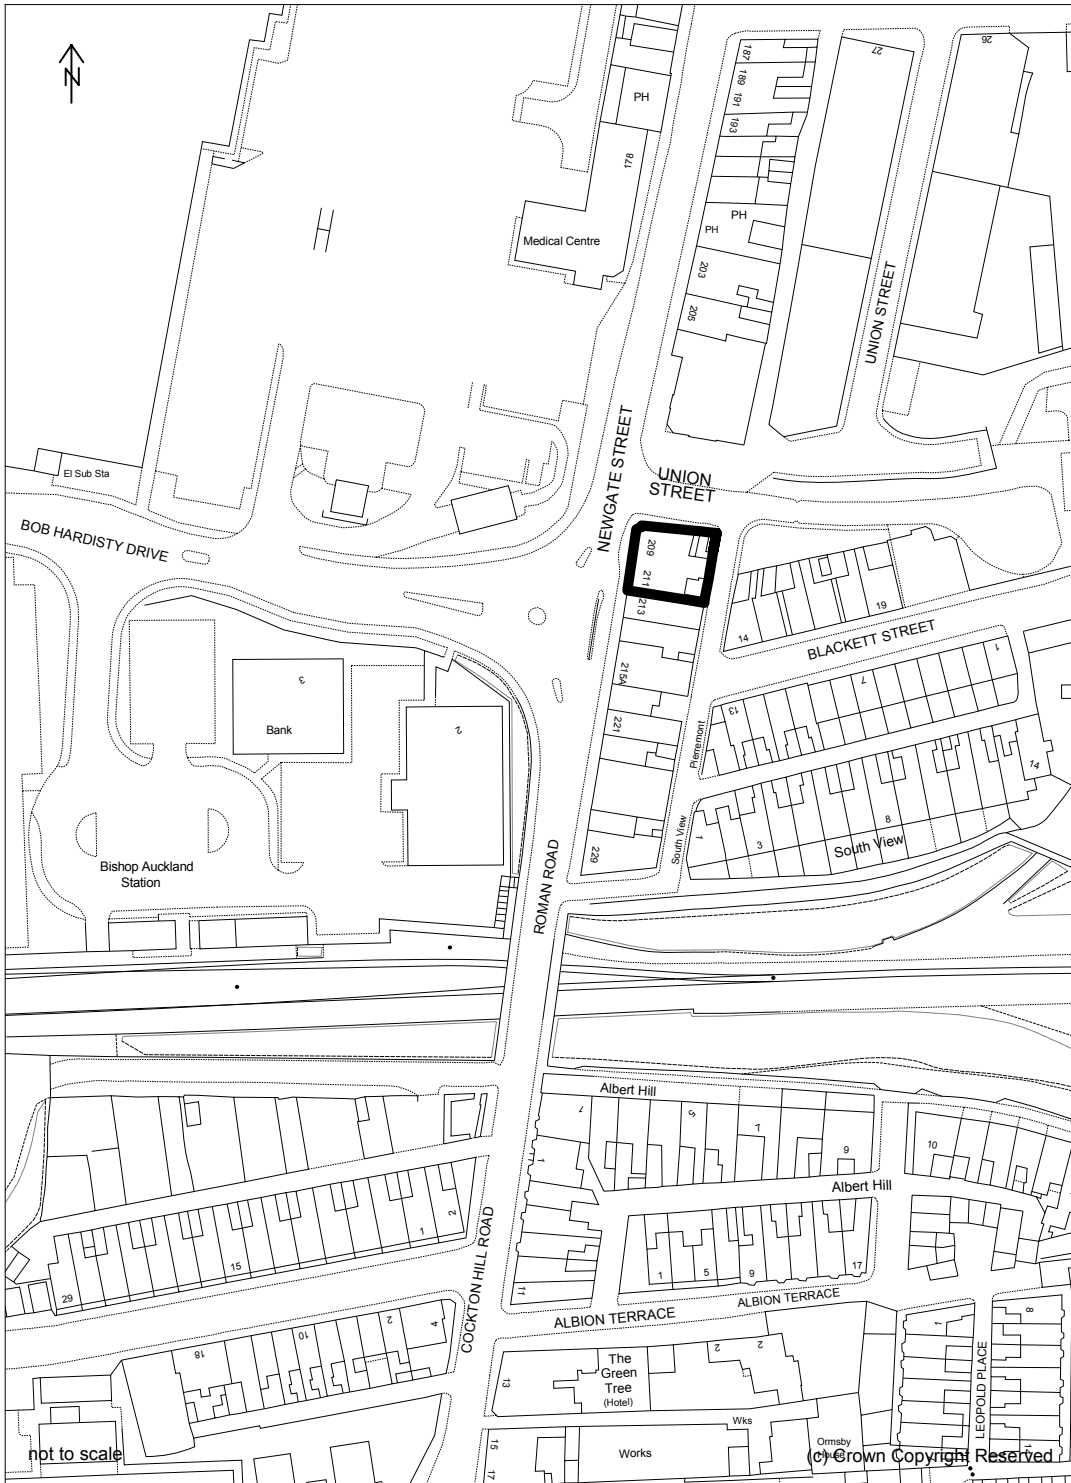 N
187
189
191
193
27
26
PH
178
Medical Centre
PH
PH
203
205
UNION STREET
NEWGATE STREET
UNION
STREET
El Sub Sta
BOB HARDISTY DRIVE
209
211
213
215A
221
229
14
19
BLACKETT STREET
1
7
13
14
Pierremont
South View
1
3
8
South View
3
Bank
2
Bishop Auckland
Station
ROMAN ROAD
Albert Hill
1
5
7
9
10
1
Albert Hill
11
1
5
9
17
2
1
15
29
COCKTON HILL ROAD
ALBION TERRACE
ALBION TERRACE
18
10
2
4
13
The
Green
Tree
(Hotel)
2
2
1
8
LEOPOLD PLACE
Wks
Works
15
17
Ormsby
House
not to scale
(c) Crown Copyright Reserved